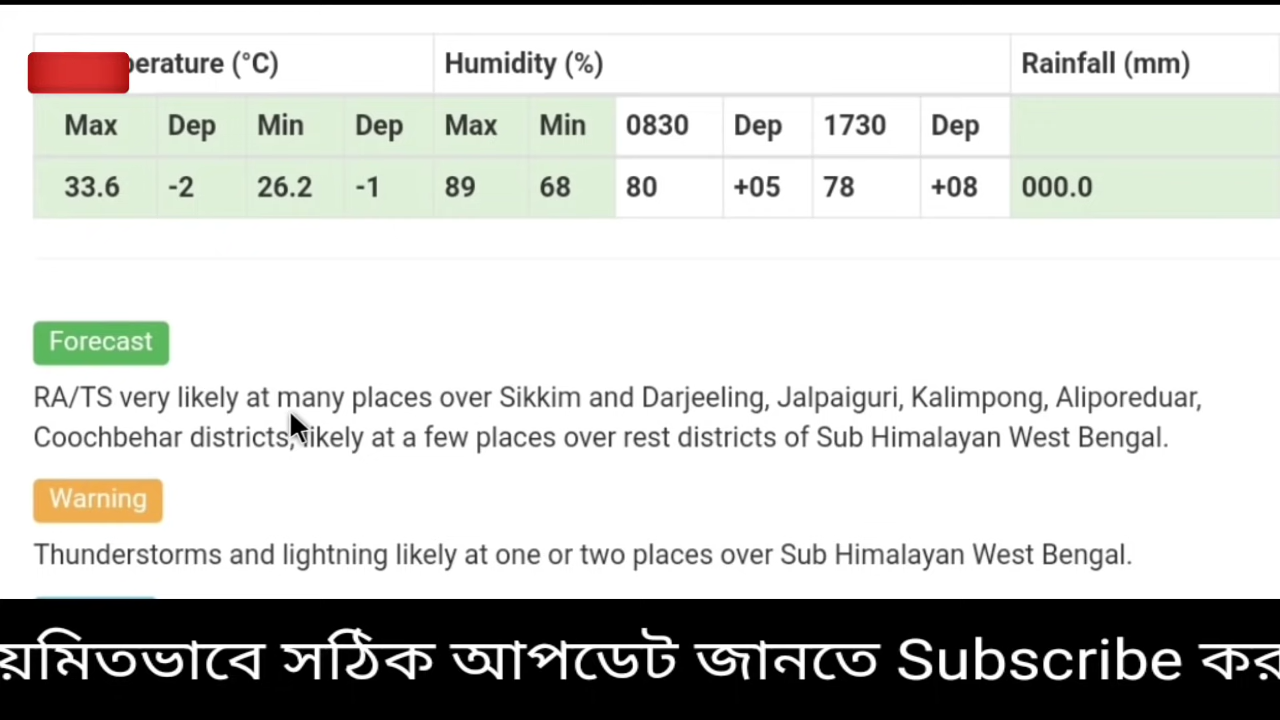 perature (°C) Humidity (%) Rainfall (mm)
Max Dep Min Dep Max Min 0830 Dep 1730 Dep
33.6 -2 26.2 -1 89 68 80 +05 78 +08 000.0
Forecast
RA/TS very likely at many places over Sikkim and Darjeeling, Jalpaiguri, Kalimpong, Aliporeduar,
Coochbehar districts, likely at a few places over rest districts of Sub Himalayan West Bengal.
Warning
Thunderstorms and lightning likely at one or two places over Sub Himalayan West Bengal.
য়মিতভাবে সঠিক আপডেট জানতে Subscribe কর